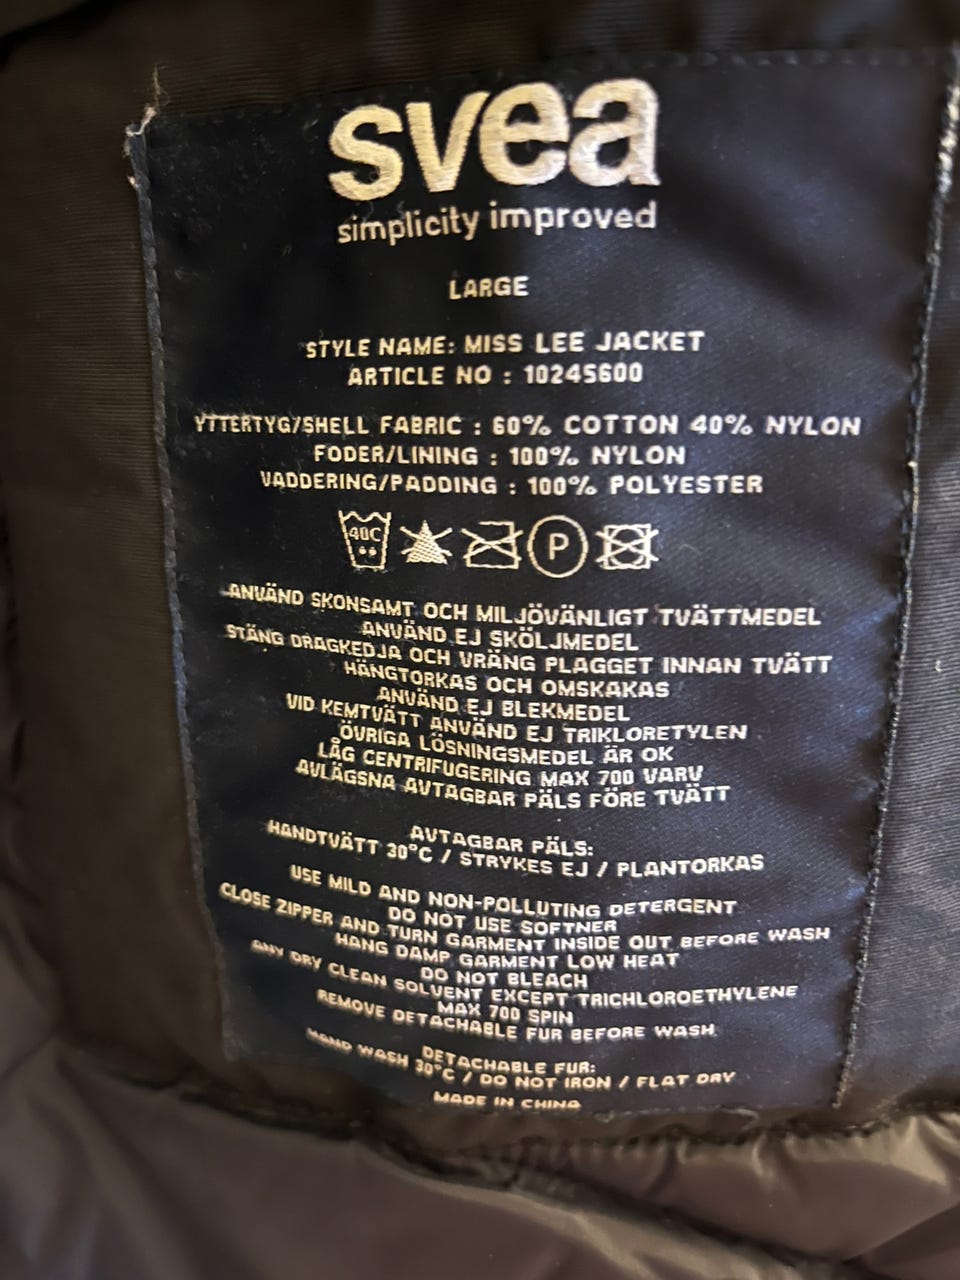 svea
simplicity improved
LARGE
STYLE NAME: MISS LEE JACKET
ARTICLE NO : 10245600
YTTERTYG/SHELL FABRIC : 60% COTTON 40% NYLON
FODER/LINING : 100% NYLON
VADDERING/PADDING : 100% POLYESTER
40C P
ANVÄND SKONSAMT OCH MILJÖVÄNLIGT TVÄTTMEDEL
ANVÄND EJ SKÖLJMEDEL
STÄNG DRAGKEDJA OCH VRÄNG PLAGGET INNAN TVÄTT
HÄNGTORKAS OCH OMSKAKAS
ANVÄND EJ BLEKMEDEL
VID KEMTVÄTT ANVÄND EJ TRIKLORETYLEN
ÖVRIGA LÖSNINGSMEDEL ÄR OK
LÅG CENTRIFUGERING MAX 700 VARV
AVLÄGSNA AVTAGBAR PÄLS FÖRE TVÄTT
AVTAGBAR PÄLS:
HANDTVÄTT 30°C / STRYKES EJ / PLANTORKAS
USE MILD AND NON-POLLUTING DETERGENT
DO NOT USE SOFTNER
CLOSE ZIPPER AND TURN GARMENT INSIDE OUT BEFORE WASH
HANG DAMP GARMENT LOW HEAT
DO NOT BLEACH
ANY DRY CLEAN SOLVENT EXCEPT TRICHLOROETHYLENE
MAX 700 SPIN
REMOVE DETACHABLE FUR BEFORE WASH
DETACHABLE FUR:
HAND WASH 30°C / DO NOT IRON / FLAT DRY
MADE IN CHINA